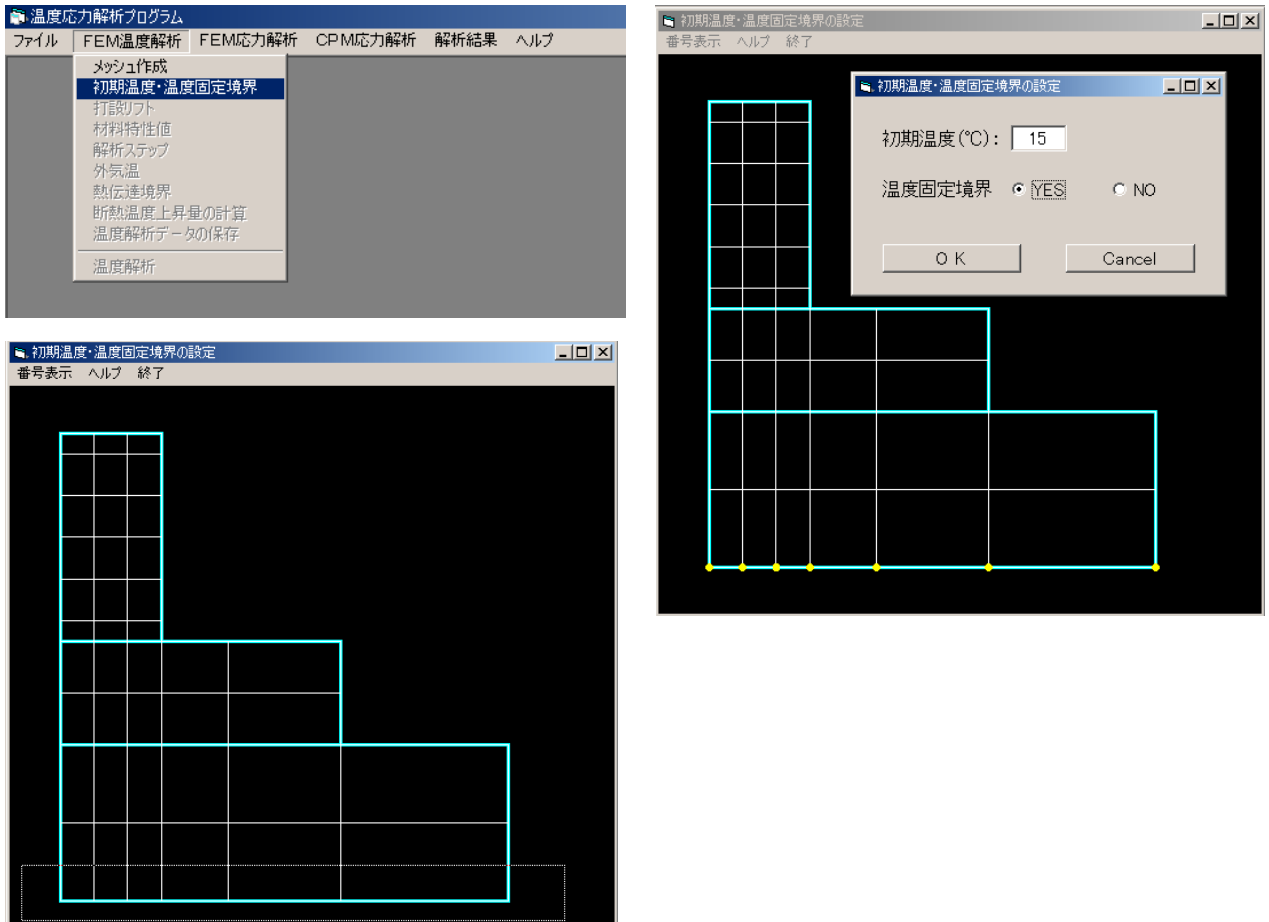 温度応力解析プログラム
ファイル FEM温度解析 FEM応力解析 CPM応力解析 解析結果 ヘルプ
メッシュ作成
初期温度・温度固定境界
打設リフト
材料特性値
解析ステップ
外気温
熱伝達境界
断熱温度上昇量の計算
温度解析データの保存
温度解析
初期温度・温度固定境界の設定
番号表示 ヘルプ 終了
初期温度・温度固定境界の設定
初期温度(℃): 15
温度固定境界 YES NO
OK Cancel
初期温度・温度固定境界の設定
番号表示 ヘルプ 終了